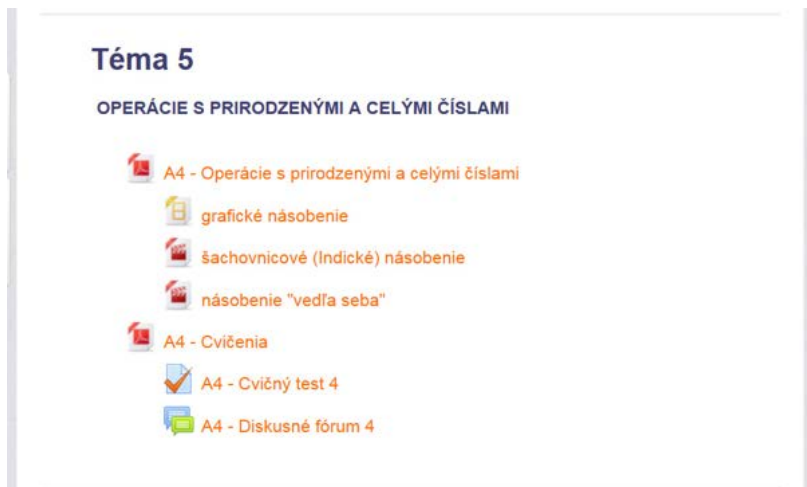 Téma 5
OPERÁCIE S PRIRODZENÝMI A CELÝMI ČÍSLAMI
A4 - Operácie s prirodzenými a celými číslami
grafické násobenie
šachovnicové (Indické) násobenie
násobenie "vedľa seba"
A4 - Cvičenia
A4 - Cvičný test 4
A4 - Diskusné fórum 4